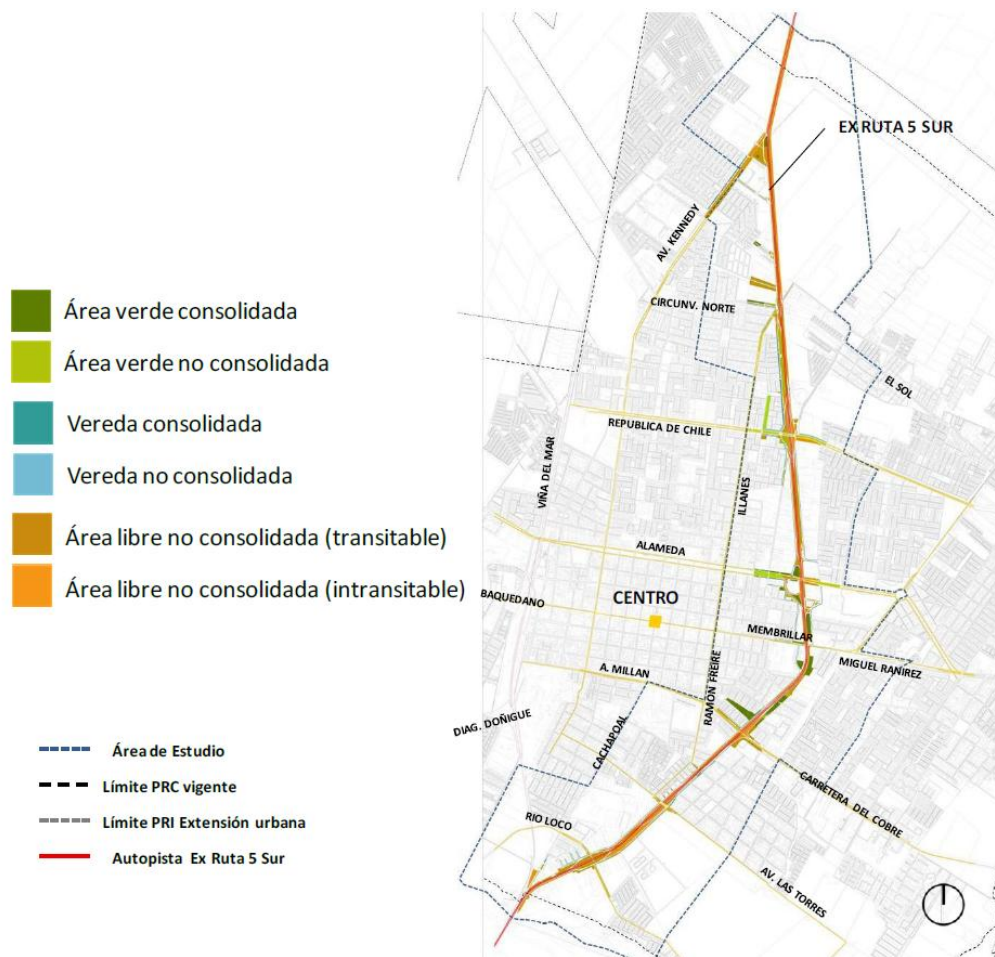 EX RUTA 5 SUR
AV. KENNEDY
CIRCUNV. NORTE
EL SOL
REPUBLICA DE CHILE
VIÑA DEL MAR
ILLANES
ALAMEDA
BAQUEDANO
CENTRO
MEMBRILLAR
MIGUEL RANIREZ
A. MILLAN
RAMÓN FREIRE
DIAG. DOÑIGUE
CACHAPOAL
CARRETERA DEL COBRE
RIO LOCO
AV. LAS TORRES
Área verde consolidada
Área verde no consolidada
Vereda consolidada
Vereda no consolidada
Área libre no consolidada (transitable)
Área libre no consolidada (intransitable)
Área de Estudio
Límite PRC vigente
Límite PRI Extensión urbana
Autopista Ex Ruta 5 Sur